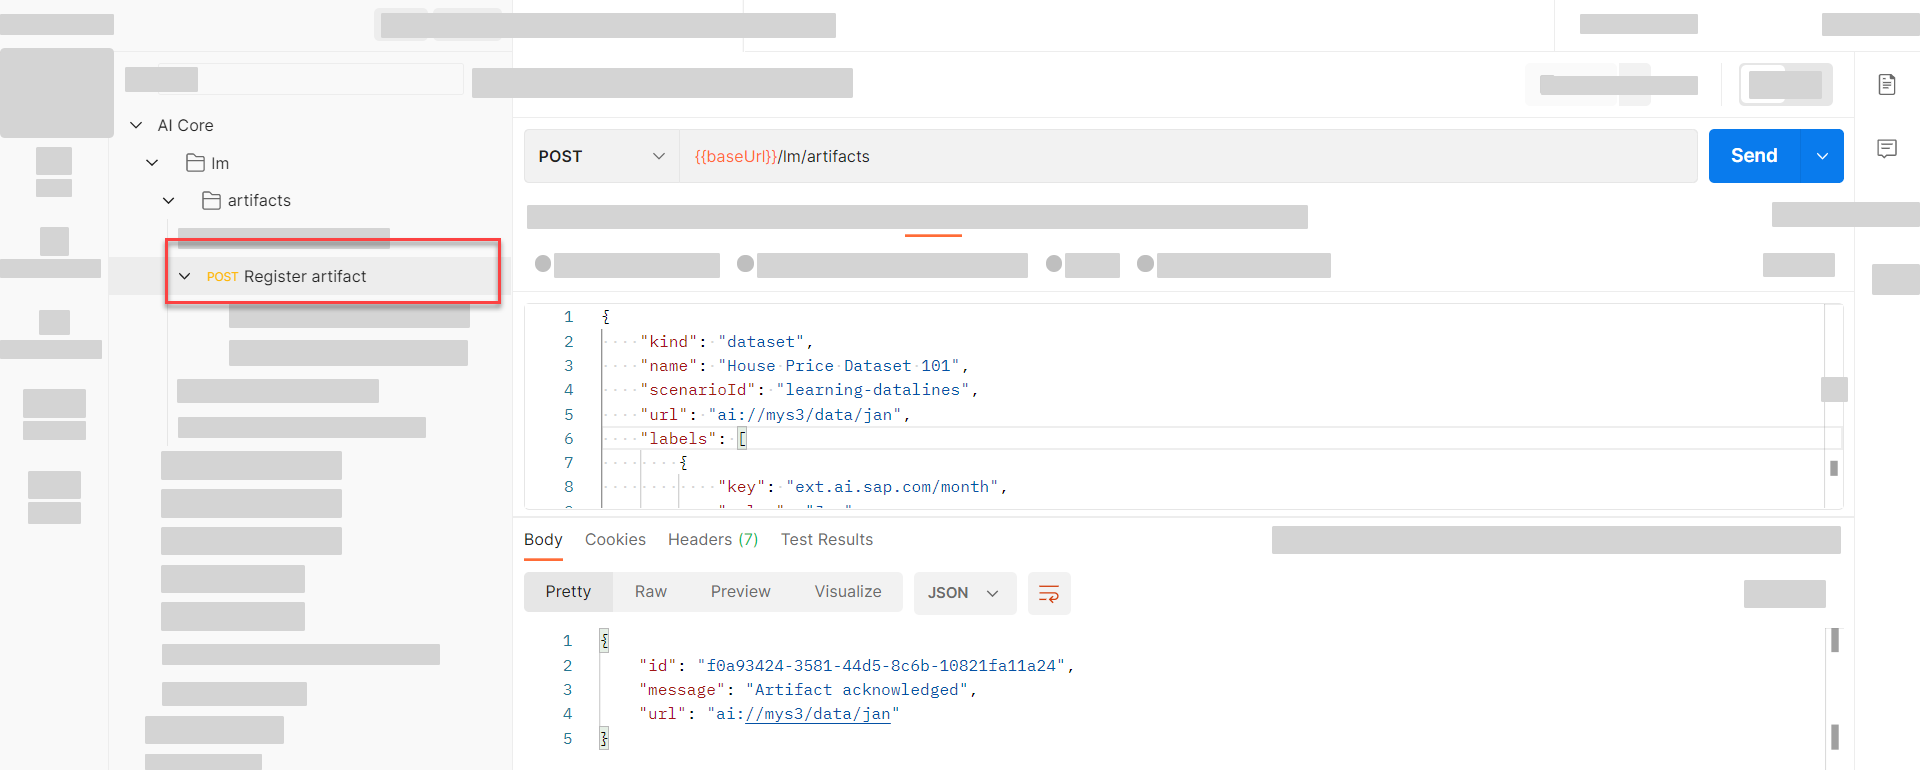 AI Core
lm
artifacts
POST Register artifact
POST {{baseUrl}}/lm/artifacts Send
1 {
2 "kind": "dataset",
3 "name": "House Price Dataset 101",
4 "scenarioId": "learning-datalines",
5 "url": "ai://mys3/data/jan",
6 "labels": [
7 {
8 "key": "ext.ai.sap.com/month",
Body Cookies Headers (7) Test Results
Pretty Raw Preview Visualize JSON
1 {
2 "id": "f0a93424-3581-44d5-8c6b-10821fa11a24",
3 "message": "Artifact acknowledged",
4 "url": "ai://mys3/data/jan"
5 }